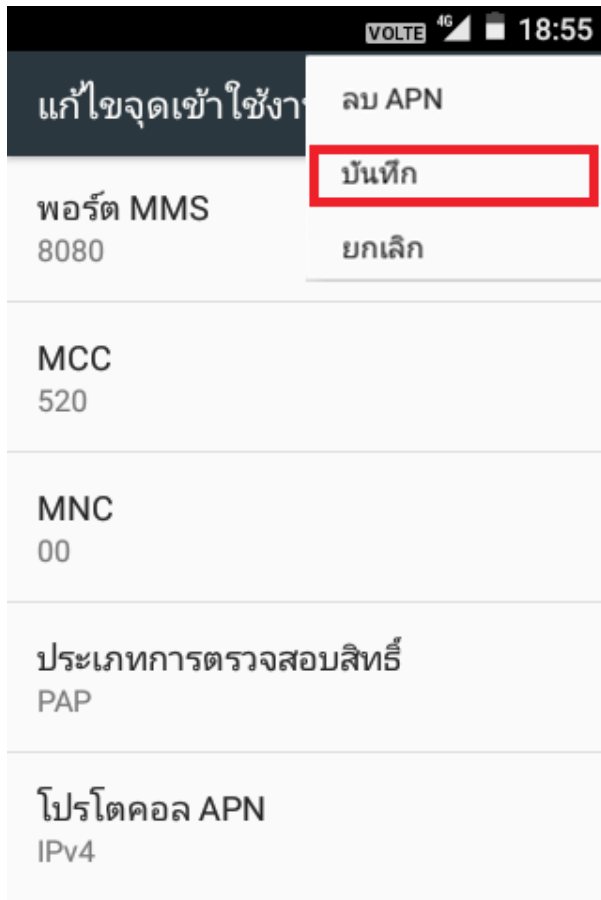 VOLTE 4G 18:55
แก้ไขจุดเข้าใช้งา
ลบ APN
บันทึก
ยกเลิก
พอร์ต MMS
8080
MCC
520
MNC
00
ประเภทการตรวจสอบสิทธิ์
PAP
โปรโตคอล APN
IPv4